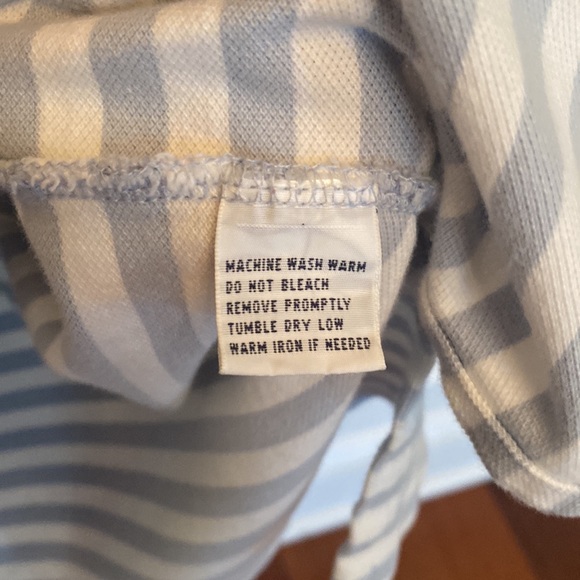 MACHINE WASH WARM
DO NOT BLEACH
REMOVE PROMPTLY
TUMBLE DRY LOW
WARM IRON IF NEEDED